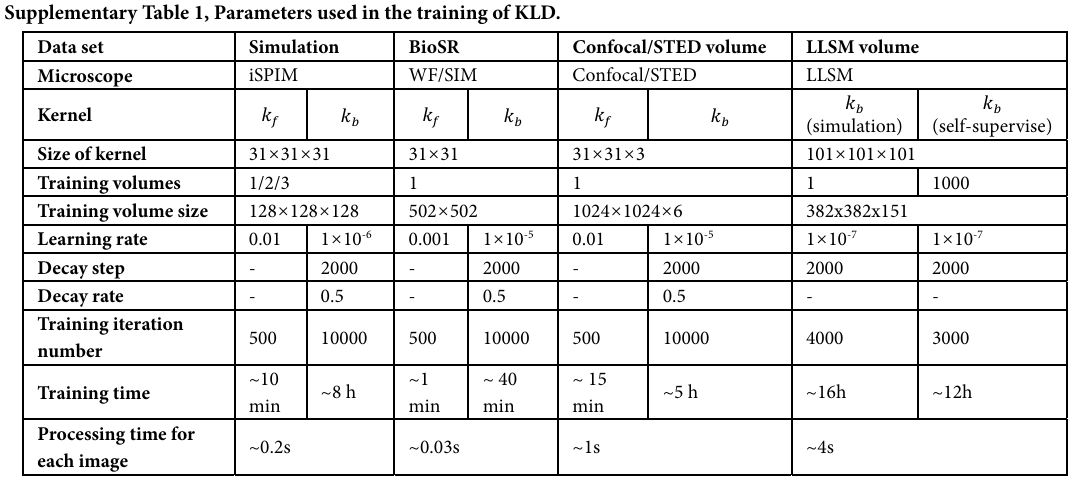 Supplementary Table 1, Parameters used in the training of KLD.
Data set Simulation BioSR Confocal/STED volume LLSM volume
Microscope iSPIM WF/SIM Confocal/STED LLSM
Kernel k_f k_b k_f k_b k_f k_b k_b (simulation) k_b (self-supervise)
Size of kernel 31×31×31 31×31 31×31×3 101×101×101
Training volumes 1/2/3 1 1 1 1000
Training volume size 128×128×128 502×502 1024×1024×6 382x382x151
Learning rate 0.01 1×10^-6 0.001 1×10^-5 0.01 1×10^-5 1×10^-7 1×10^-7
Decay step - 2000 - 2000 - 2000 2000 2000
Decay rate - 0.5 - 0.5 - 0.5 - -
Training iteration number 500 10000 500 10000 500 10000 4000 3000
Training time ~10 min ~8 h ~1 min ~ 40 min ~ 15 min ~5 h ~16h ~12h
Processing time for each image ~0.2s ~0.03s ~1s ~4s